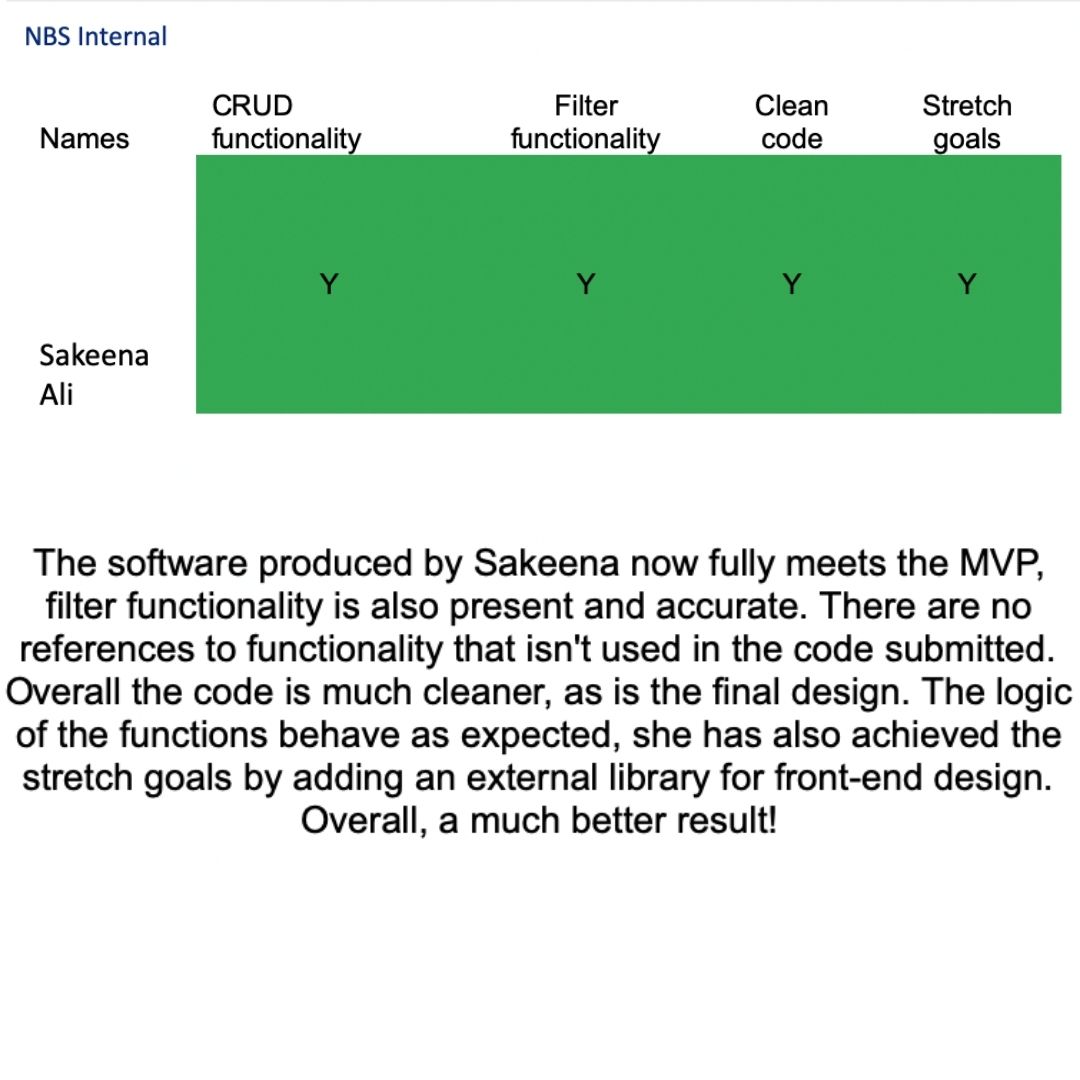 NBS Internal
Names CRUD functionality Filter functionality Clean code Stretch goals
Y Y Y Y
Sakeena
Ali
The software produced by Sakeena now fully meets the MVP,
filter functionality is also present and accurate. There are no
references to functionality that isn't used in the code submitted.
Overall the code is much cleaner, as is the final design. The logic
of the functions behave as expected, she has also achieved the
stretch goals by adding an external library for front-end design.
Overall, a much better result!